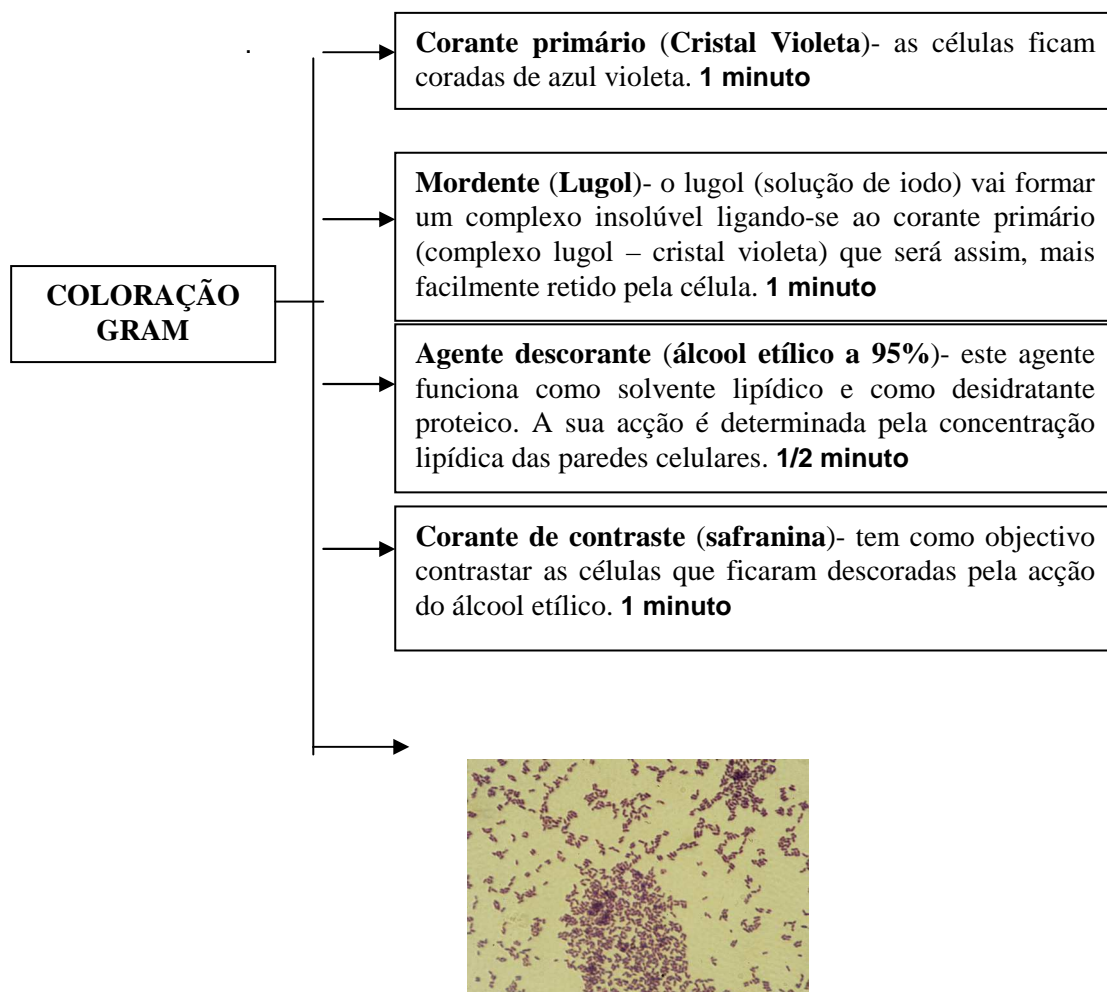 Corante primário (Cristal Violeta)- as células ficam
coradas de azul violeta. 1 minuto
Mordente (Lugol)- o lugol (solução de iodo) vai formar
um complexo insolúvel ligando-se ao corante primário
(complexo lugol – cristal violeta) que será assim, mais
facilmente retido pela célula. 1 minuto
COLORAÇÃO
GRAM
Agente descorante (álcool etílico a 95%)- este agente
funciona como solvente lipídico e como desidratante
proteico. A sua acção é determinada pela concentração
lipídica das paredes celulares. 1/2 minuto
Corante de contraste (safranina)- tem como objectivo
contrastar as células que ficaram descoradas pela acção
do álcool etílico. 1 minuto